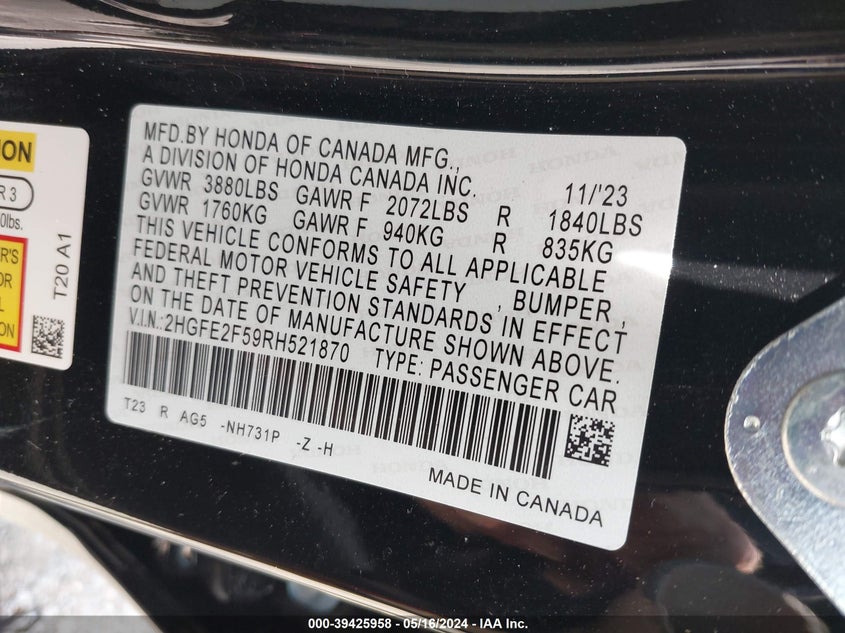 MFD.BY HONDA OF CANADA MFG.,
A DIVISION OF HONDA CANADA INC. 11/'23
GVWR 3880LBS GAWR F 2072LBS R 1840LBS
GVWR 1760KG GAWR F 940KG R 835KG
THIS VEHICLE CONFORMS TO ALL APPLICABLE
FEDERAL MOTOR VEHICLE SAFETY , BUMPER ,
AND THEFT PREVENTION STANDARDS IN EFFECT
ON THE DATE OF MANUFACTURE SHOWN ABOVE.
V.I.N.:2HGFE2F59RH521870 TYPE: PASSENGER CAR
T23 R AG5 -NH731P -Z -H
MADE IN CANADA
T20 A1
000-39425958 - 05/16/2024 - IAA Inc.